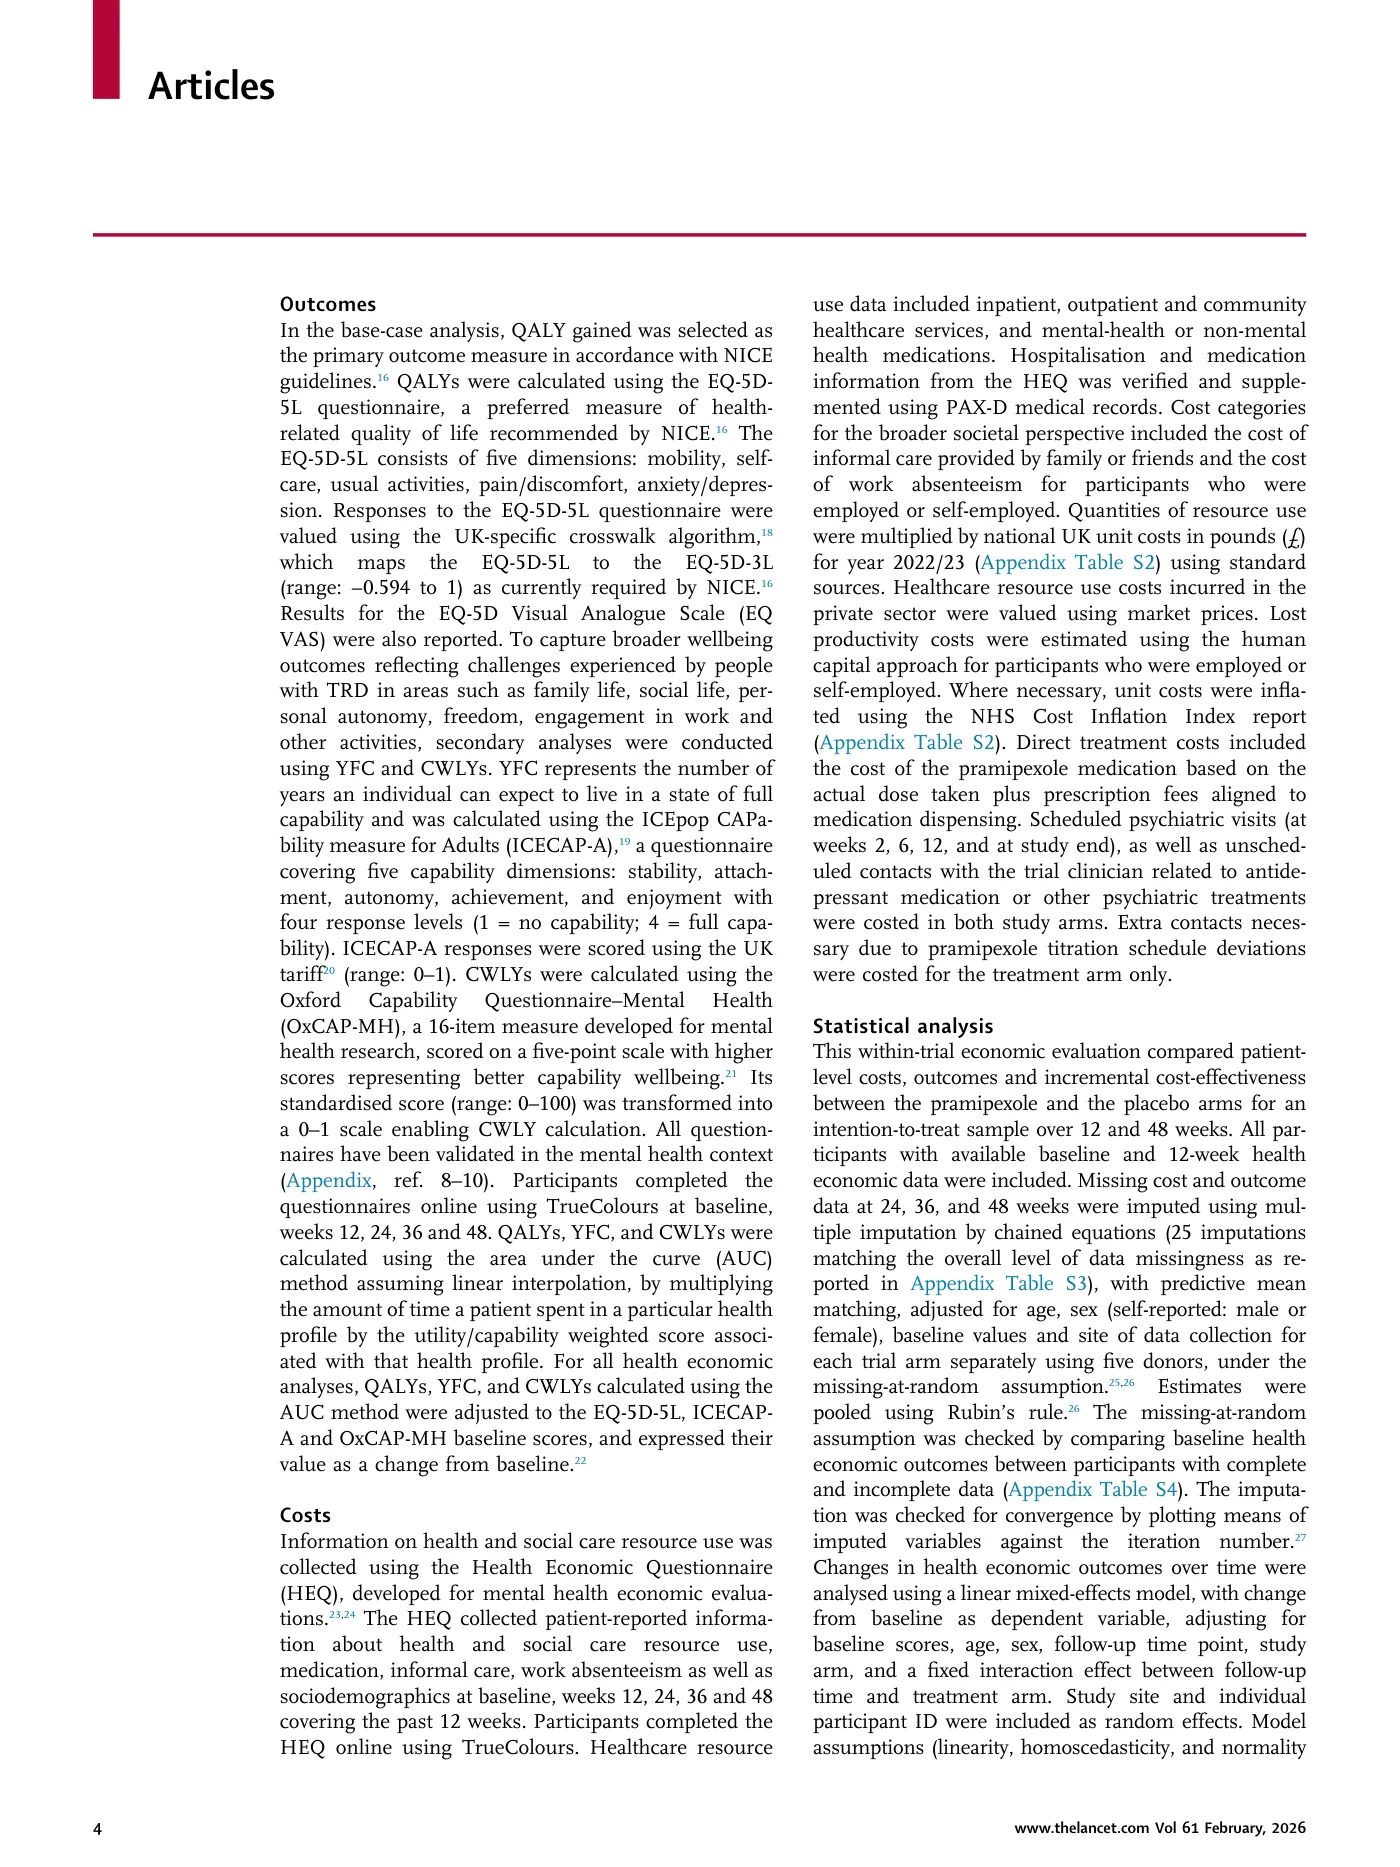 Articles
Outcomes
In the base-case analysis, QALY gained was selected as
the primary outcome measure in accordance with NICE
guidelines.16 QALYs were calculated using the EQ-5D-
5L questionnaire, a preferred measure of health-
related quality of life recommended by NICE.16 The
EQ-5D-5L consists of five dimensions: mobility, self-
care, usual activities, pain/discomfort, anxiety/depres-
sion. Responses to the EQ-5D-5L questionnaire were
valued using the UK-specific crosswalk algorithm,18
which maps the EQ-5D-5L to the EQ-5D-3L
(range: –0.594 to 1) as currently required by NICE.16
Results for the EQ-5D Visual Analogue Scale (EQ
VAS) were also reported. To capture broader wellbeing
outcomes reflecting challenges experienced by people
with TRD in areas such as family life, social life, per-
sonal autonomy, freedom, engagement in work and
other activities, secondary analyses were conducted
using YFC and CWLYs. YFC represents the number of
years an individual can expect to live in a state of full
capability and was calculated using the ICEpop CAPa-
bility measure for Adults (ICECAP-A),19 a questionnaire
covering five capability dimensions: stability, attach-
ment, autonomy, achievement, and enjoyment with
four response levels (1 = no capability; 4 = full capa-
bility). ICECAP-A responses were scored using the UK
tariff20 (range: 0–1). CWLYs were calculated using the
Oxford Capability Questionnaire–Mental Health
(OxCAP-MH), a 16-item measure developed for mental
health research, scored on a five-point scale with higher
scores representing better capability wellbeing.21 Its
standardised score (range: 0–100) was transformed into
a 0–1 scale enabling CWLY calculation. All question-
naires have been validated in the mental health context
(Appendix, ref. 8–10). Participants completed the
questionnaires online using TrueColours at baseline,
weeks 12, 24, 36 and 48. QALYs, YFC, and CWLYs were
calculated using the area under the curve (AUC)
method assuming linear interpolation, by multiplying
the amount of time a patient spent in a particular health
profile by the utility/capability weighted score associ-
ated with that health profile. For all health economic
analyses, QALYs, YFC, and CWLYs calculated using the
AUC method were adjusted to the EQ-5D-5L, ICECAP-
A and OxCAP-MH baseline scores, and expressed their
value as a change from baseline.22
Costs
Information on health and social care resource use was
collected using the Health Economic Questionnaire
(HEQ), developed for mental health economic evalua-
tions.23,24 The HEQ collected patient-reported informa-
tion about health and social care resource use,
medication, informal care, work absenteeism as well as
sociodemographics at baseline, weeks 12, 24, 36 and 48
covering the past 12 weeks. Participants completed the
HEQ online using TrueColours. Healthcare resource
use data included inpatient, outpatient and community
healthcare services, and mental-health or non-mental
health medications. Hospitalisation and medication
information from the HEQ was verified and supple-
mented using PAX-D medical records. Cost categories
for the broader societal perspective included the cost of
informal care provided by family or friends and the cost
of work absenteeism for participants who were
employed or self-employed. Quantities of resource use
were multiplied by national UK unit costs in pounds (£)
for year 2022/23 (Appendix Table S2) using standard
sources. Healthcare resource use costs incurred in the
private sector were valued using market prices. Lost
productivity costs were estimated using the human
capital approach for participants who were employed or
self-employed. Where necessary, unit costs were infla-
ted using the NHS Cost Inflation Index report
(Appendix Table S2). Direct treatment costs included
the cost of the pramipexole medication based on the
actual dose taken plus prescription fees aligned to
medication dispensing. Scheduled psychiatric visits (at
weeks 2, 6, 12, and at study end), as well as unsched-
uled contacts with the trial clinician related to antide-
pressant medication or other psychiatric treatments
were costed in both study arms. Extra contacts neces-
sary due to pramipexole titration schedule deviations
were costed for the treatment arm only.
Statistical analysis
This within-trial economic evaluation compared patient-
level costs, outcomes and incremental cost-effectiveness
between the pramipexole and the placebo arms for an
intention-to-treat sample over 12 and 48 weeks. All par-
ticipants with available baseline and 12-week health
economic data were included. Missing cost and outcome
data at 24, 36, and 48 weeks were imputed using mul-
tiple imputation by chained equations (25 imputations
matching the overall level of data missingness as re-
ported in Appendix Table S3), with predictive mean
matching, adjusted for age, sex (self-reported: male or
female), baseline values and site of data collection for
each trial arm separately using five donors, under the
missing-at-random assumption.25,26 Estimates were
pooled using Rubin's rule.26 The missing-at-random
assumption was checked by comparing baseline health
economic outcomes between participants with complete
and incomplete data (Appendix Table S4). The imputa-
tion was checked for convergence by plotting means of
imputed variables against the iteration number.27
Changes in health economic outcomes over time were
analysed using a linear mixed-effects model, with change
from baseline as dependent variable, adjusting for
baseline scores, age, sex, follow-up time point, study
arm, and a fixed interaction effect between follow-up
time and treatment arm. Study site and individual
participant ID were included as random effects. Model
assumptions (linearity, homoscedasticity, and normality
4
www.thelancet.com Vol 61 February, 2026